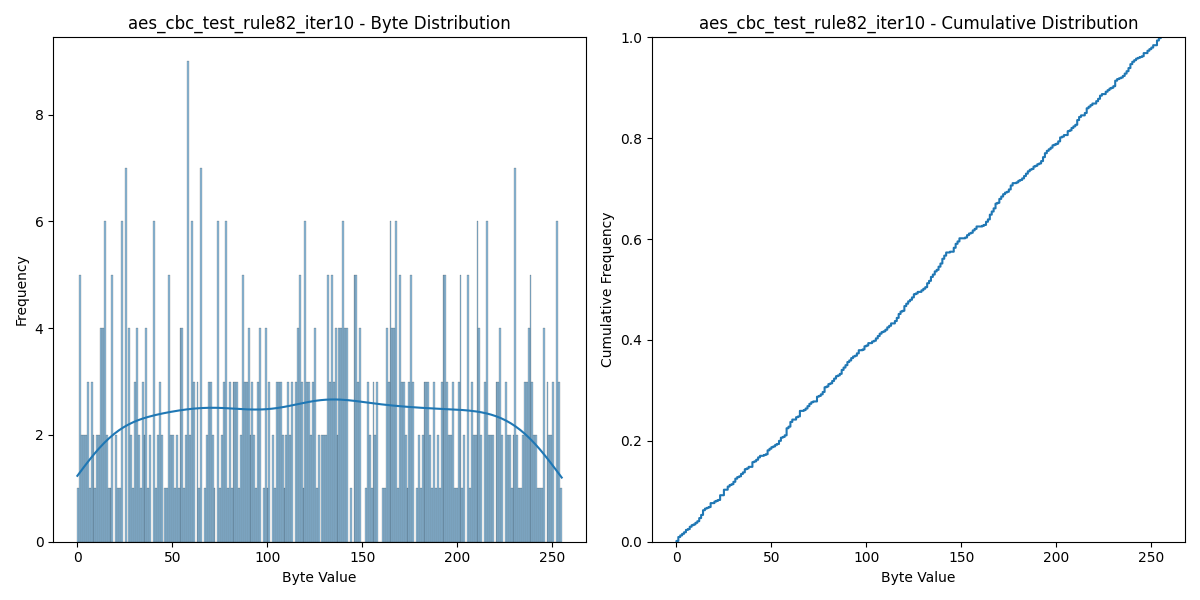 aes_cbc_test_rule82_iter10 - Byte Distribution
Frequency
8
6
4
2
0
0 50 100 150 200 250
Byte Value
aes_cbc_test_rule82_iter10 - Cumulative Distribution
Cumulative Frequency
1.0
0.8
0.6
0.4
0.2
0.0
0 50 100 150 200 250
Byte Value